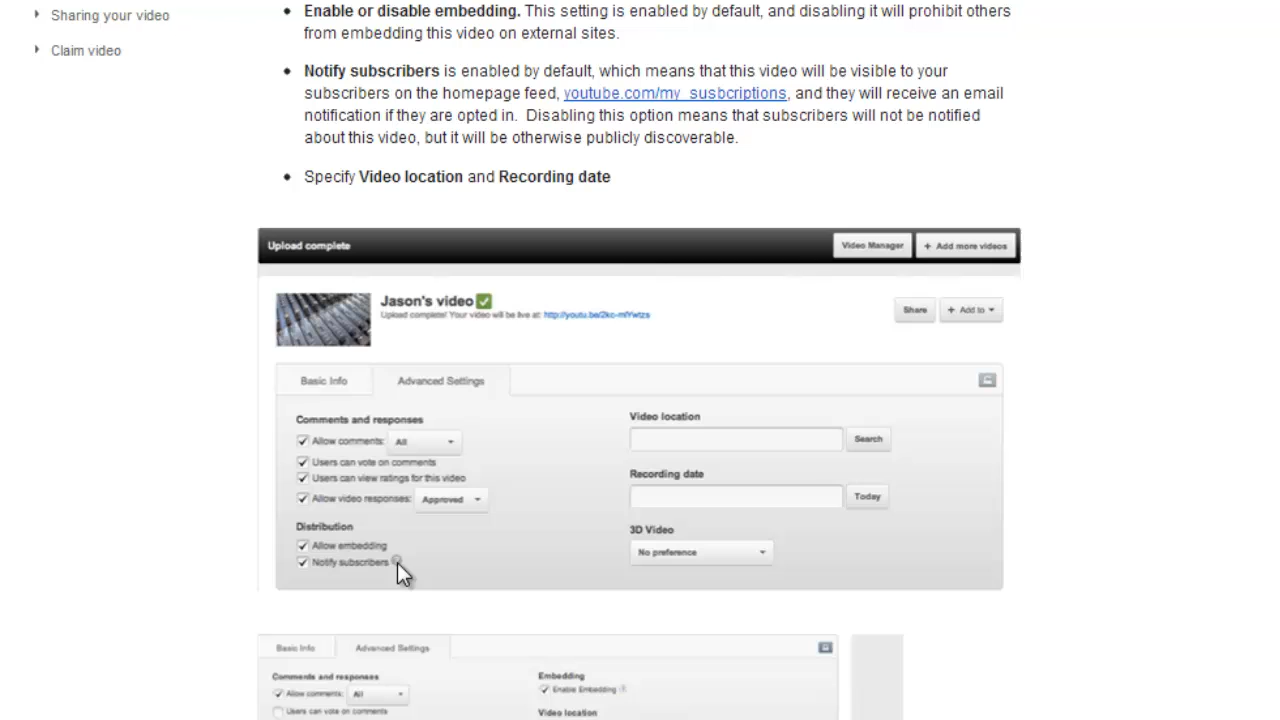 Sharing your video
Claim video
Enable or disable embedding. This setting is enabled by default, and disabling it will prohibit others
from embedding this video on external sites.
Notify subscribers is enabled by default, which means that this video will be visible to your
subscribers on the homepage feed, youtube.com/my_susbcriptions, and they will receive an email
notification if they are opted in. Disabling this option means that subscribers will not be notified
about this video, but it will be otherwise publicly discoverable.
Specify Video location and Recording date
Upload complete
Video Manager
+ Add more videos
Jason's video
Upload complete! Your video will be live at:
Share
+ Add to
Basic Info
Advanced Settings
Comments and responses
Allow comments: All
Users can vote on comments
Users can view ratings for this video
Allow video responses: Approved
Distribution
Allow embedding
Notify subscribers
Video location
Search
Recording date
Today
3D Video
No preference
Basic Info
Advanced Settings
Comments and responses
Allow comments: All
Users can vote on comments
Embedding
Enable Embedding
Video location